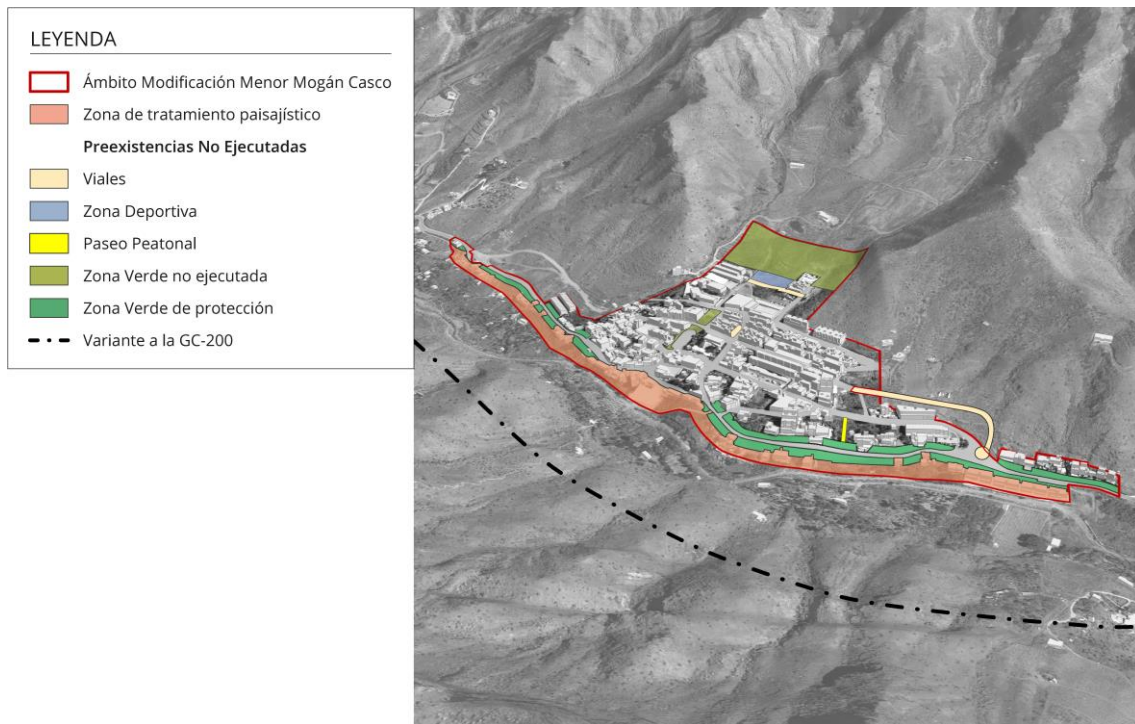 LEYENDA
Ámbito Modificación Menor Mogán Casco
Zona de tratamiento paisajístico
Preexistencias No Ejecutadas
Viales
Zona Deportiva
Paseo Peatonal
Zona Verde no ejecutada
Zona Verde de protección
Variante a la GC-200